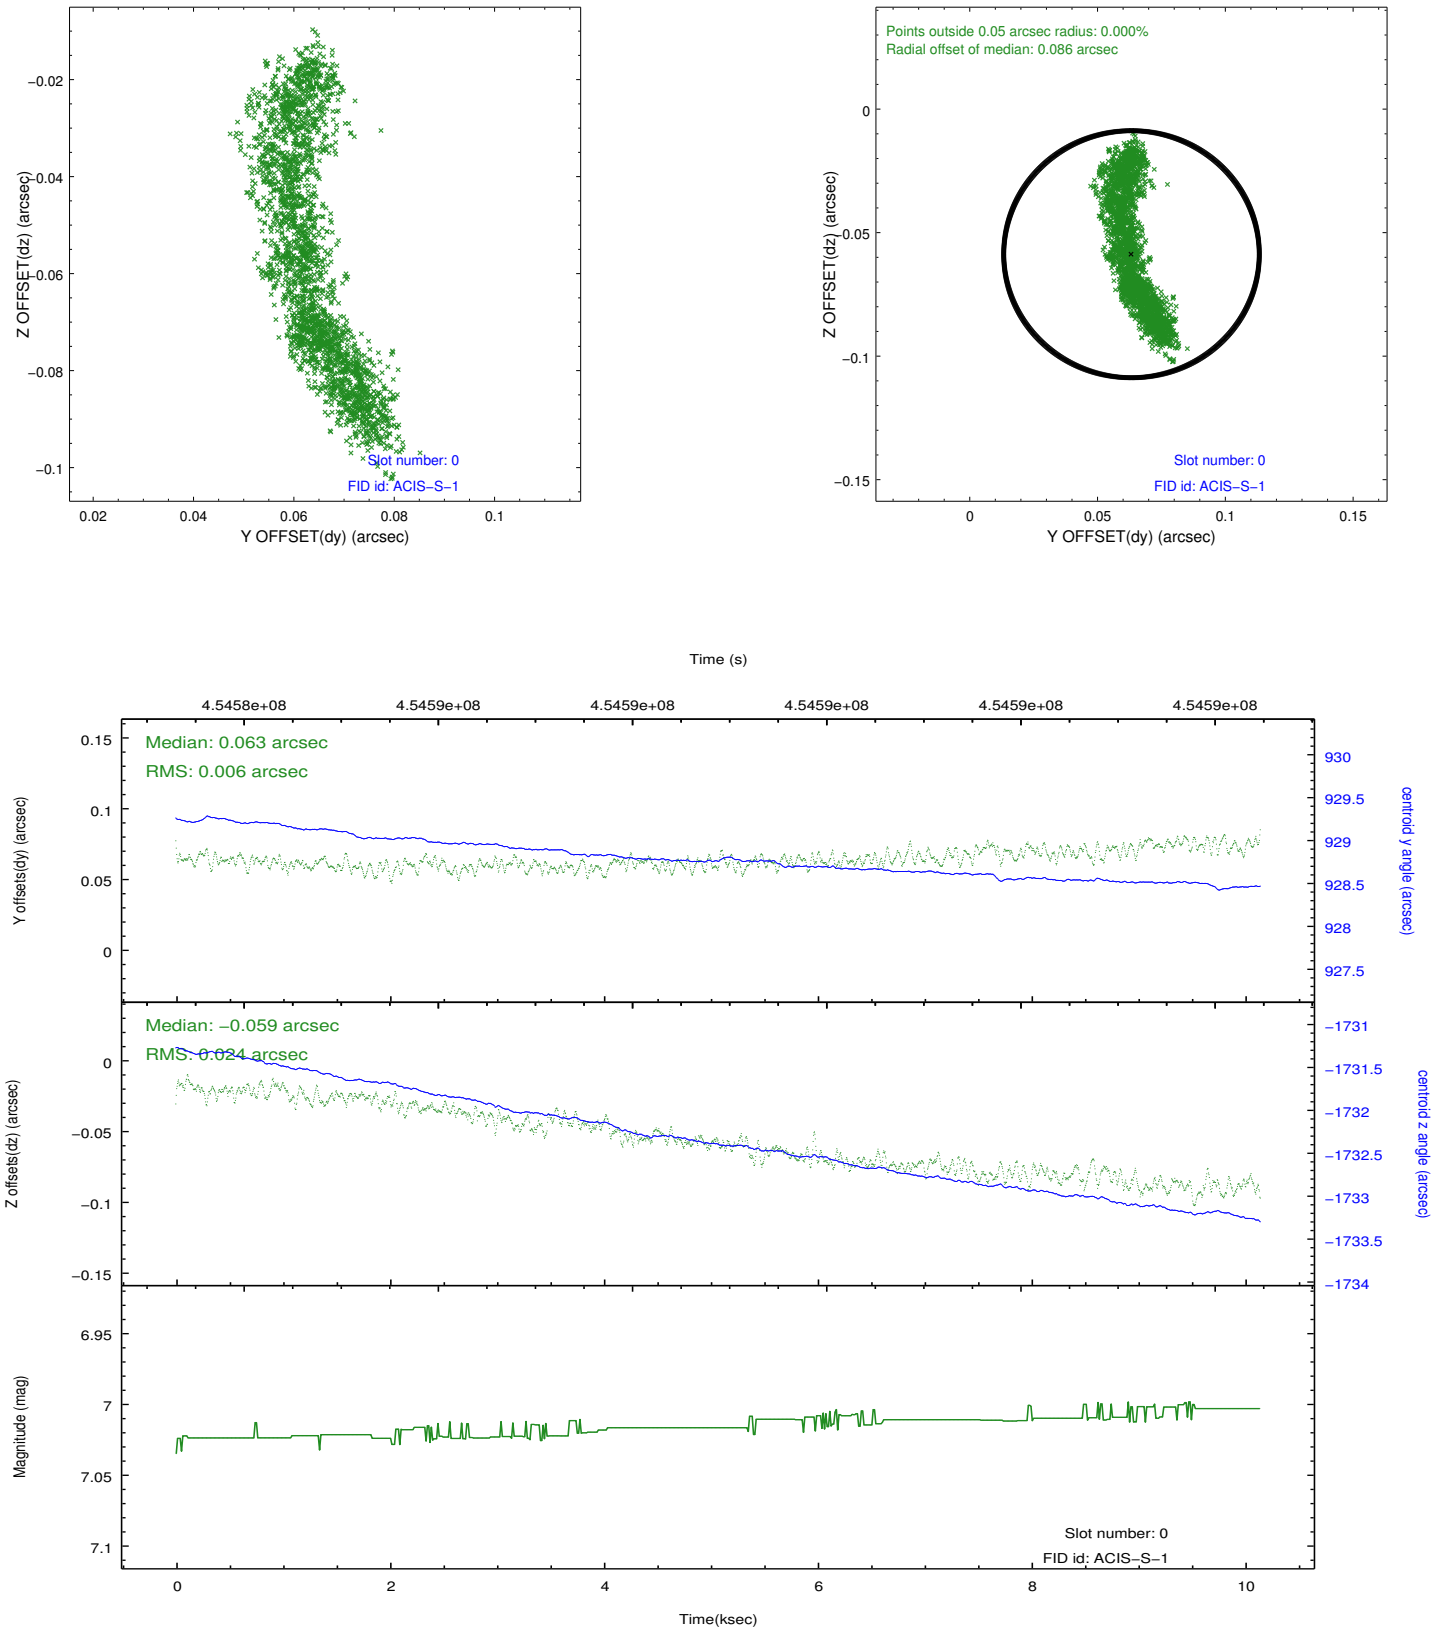 −0.02
−0.04
−0.06
−0.08
−0.1
Z OFFSET(dz) (arcsec)
Slot number: 0
FID id: ACIS−S−1
0.02 0.04 0.06 0.08 0.1
Y OFFSET(dy) (arcsec)
Points outside 0.05 arcsec radius: 0.000%
Radial offset of median: 0.086 arcsec
0
−0.05
−0.1
−0.15
Z OFFSET(dz) (arcsec)
Slot number: 0
FID id: ACIS−S−1
0 0.05 0.1 0.15
Y OFFSET(dy) (arcsec)
Time (s)
4.5458e+08 4.5459e+08 4.5459e+08 4.5459e+08 4.5459e+08 4.5459e+08
Median: 0.063 arcsec
RMS: 0.006 arcsec
0.15
0.1
0.05
0
Y offsets(dy) (arcsec)
930
929.5
929
928.5
928
927.5
centroid y angle (arcsec)
Median: −0.059 arcsec
RMS: 0.024 arcsec
0
−0.05
−0.1
−0.15
Z offsets(dz) (arcsec)
−1731
−1731.5
−1732
−1732.5
−1733
−1733.5
−1734
centroid z angle (arcsec)
6.95
7
7.05
7.1
Magnitude (mag)
Slot number: 0
FID id: ACIS−S−1
0 2 4 6 8 10
Time(ksec)